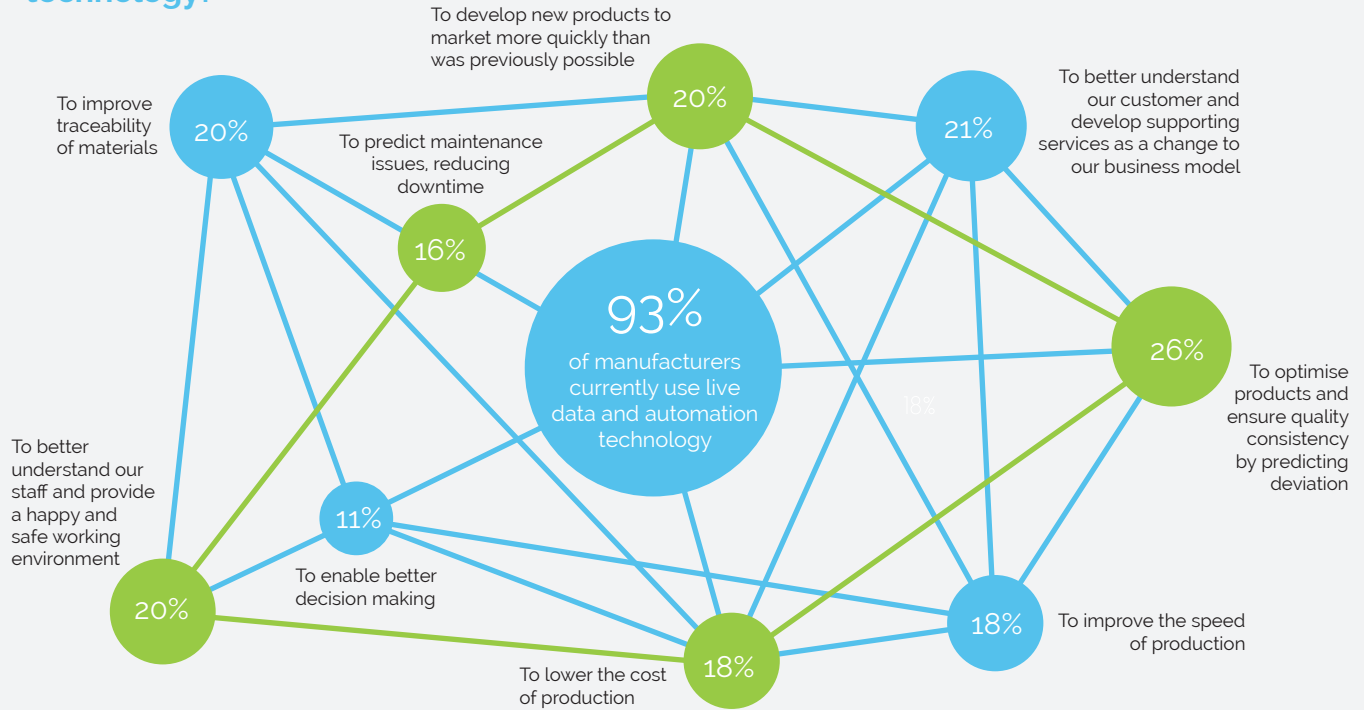 technology?
To develop new products to
market more quickly than
was previously possible
20%
To improve
traceability
of materials
20%
To predict maintenance
issues, reducing
downtime
16%
21%
To better understand
our customer and
develop supporting
services as a change to
our business model
93%
of manufacturers
currently use live
data and automation
technology
18%
26%
To optimise
products and
ensure quality
consistency
by predicting
deviation
To better
understand our
staff and provide
a happy and
safe working
environment
20%
11%
To enable better
decision making
18%
To lower the cost
of production
18%
To improve the speed
of production